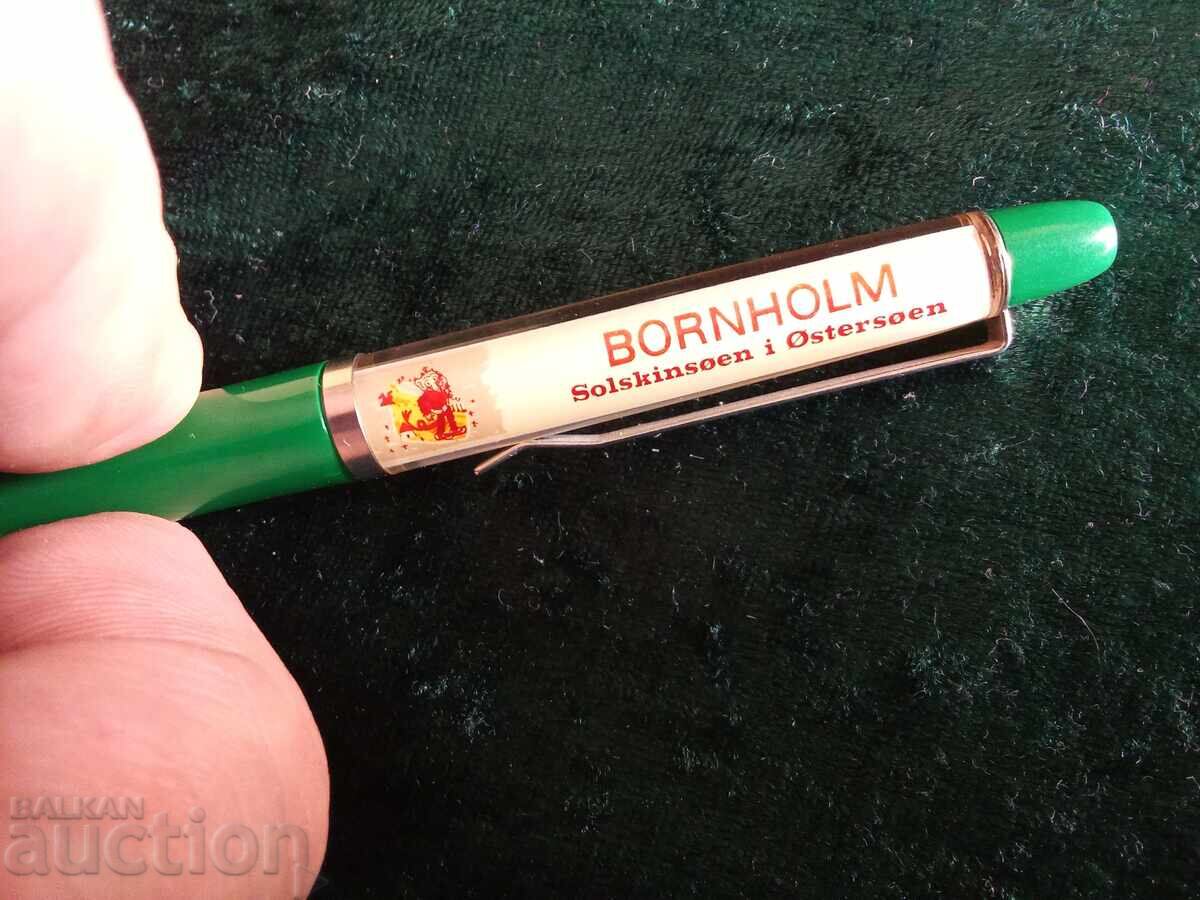 BORNHOLM
Solskinsøen i Østersøen
BALKAN
auction